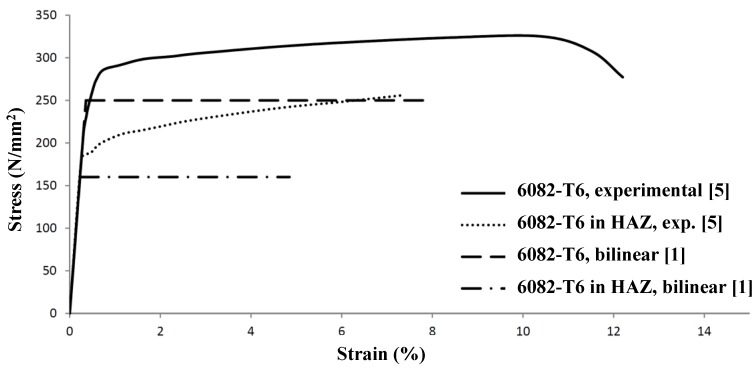 350
300
250
200
150
100
50
0
Stress (N/mm²)
0 2 4 6 8 10 12 14
Strain (%)
6082-T6, experimental [5]
6082-T6 in HAZ, exp. [5]
6082-T6, bilinear [1]
6082-T6 in HAZ, bilinear [1]